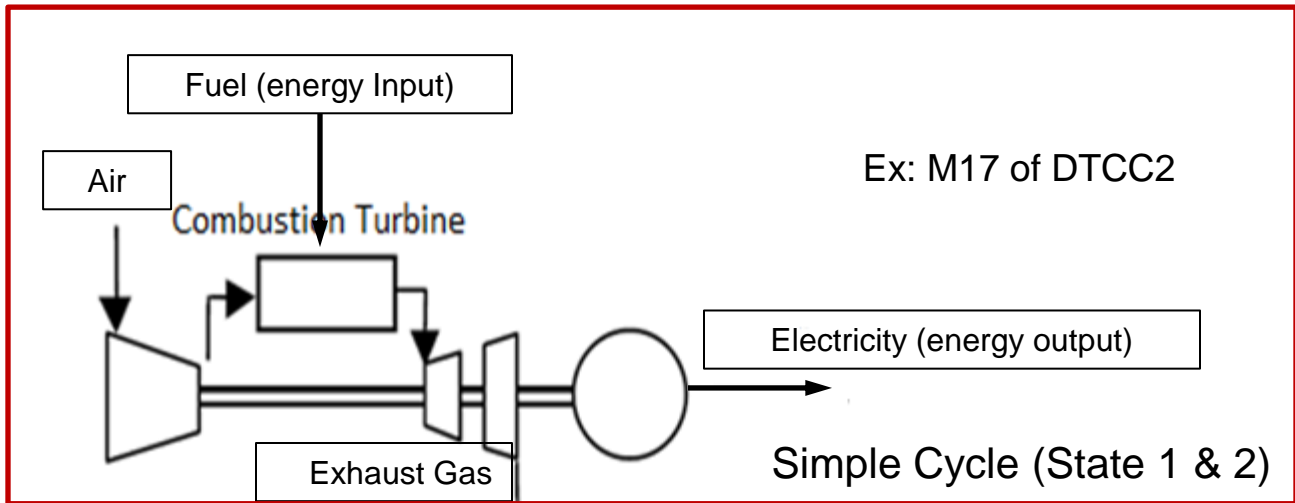 Fuel (energy Input)
Air
Ex: M17 of DTCC2
Combustion Turbine
Electricity (energy output)
Exhaust Gas
Simple Cycle (State 1 & 2)